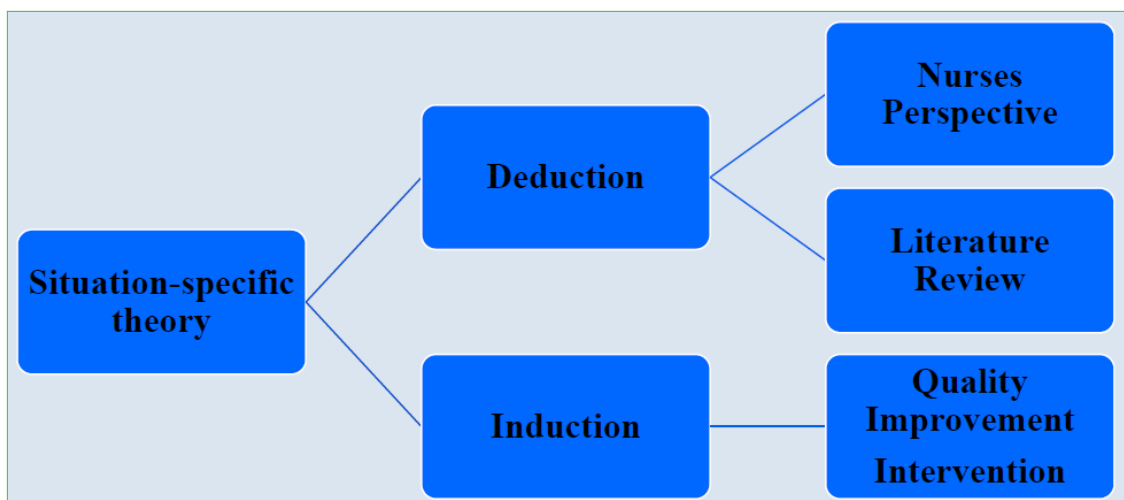 Situation-specific
theory
Deduction
Induction
Nurses
Perspective
Literature
Review
Quality
Improvement
Intervention